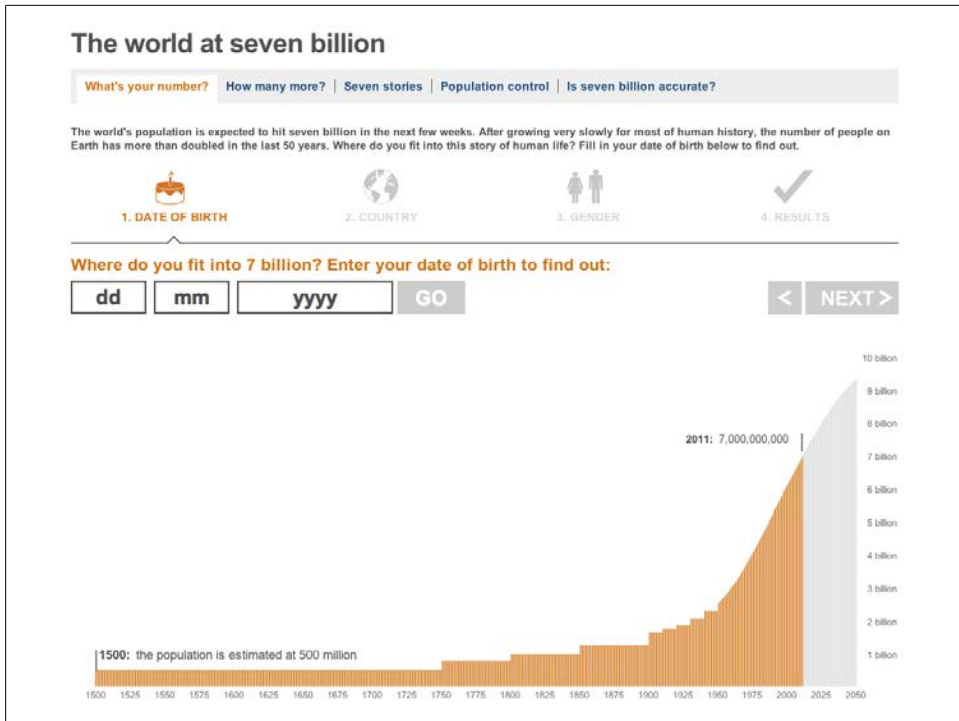 The world at seven billion
What's your number? How many more? | Seven stories | Population control | Is seven billion accurate?
The world's population is expected to hit seven billion in the next few weeks. After growing very slowly for most of human history, the number of people on
Earth has more than doubled in the last 50 years. Where do you fit into this story of human life? Fill in your date of birth below to find out.
1. DATE OF BIRTH 2. COUNTRY 3. GENDER 4. RESULTS
Where do you fit into 7 billion? Enter your date of birth to find out:
dd mm yyyy GO < NEXT >
10 billion
9 billion
8 billion
2011: 7,000,000,000
7 billion
6 billion
5 billion
4 billion
3 billion
2 billion
1500: the population is estimated at 500 million
1 billion
1500 1525 1550 1575 1600 1625 1650 1675 1700 1725 1750 1775 1800 1825 1850 1875 1900 1925 1950 1975 2000 2025 2050